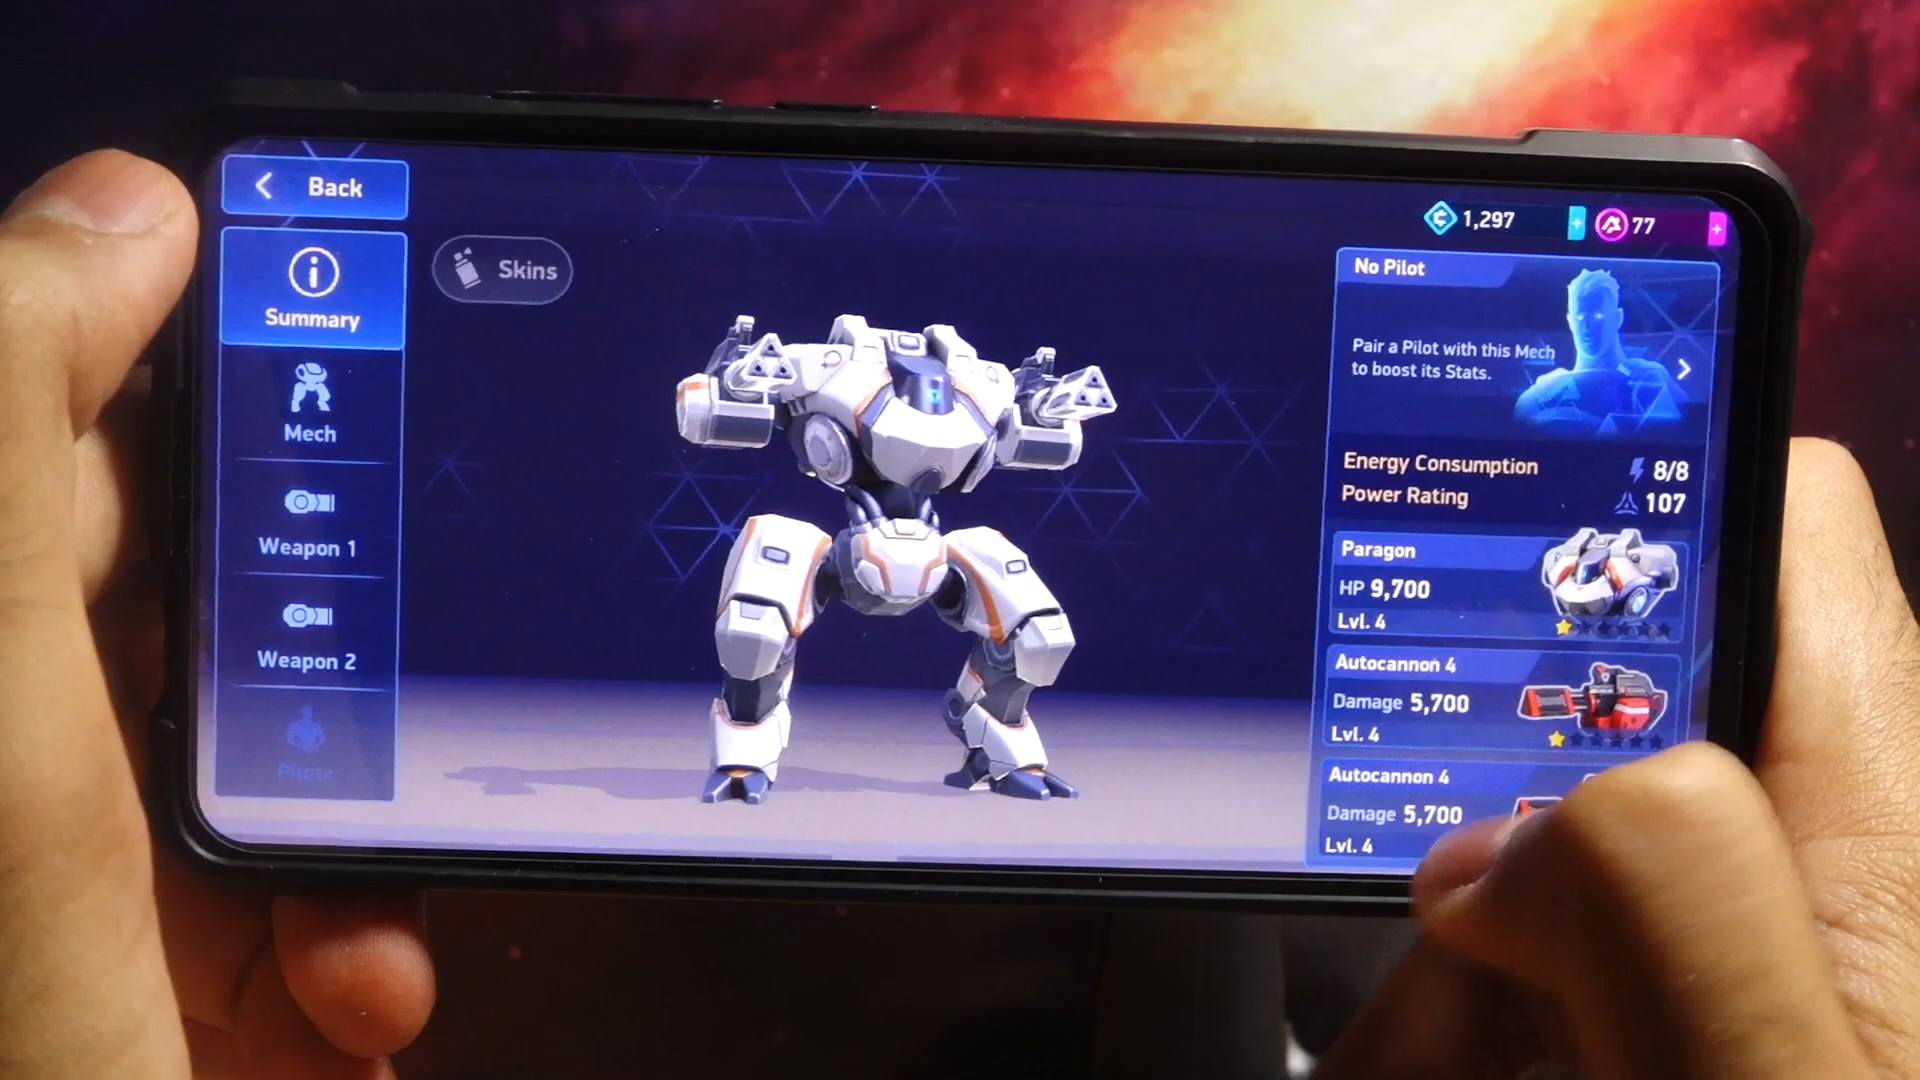 Back
Summary
Mech
Weapon 1
Weapon 2
Pilots
Skins
1,297
77
No Pilot
Pair a Pilot with this Mech
to boost its Stats.
Energy Consumption 8/8
Power Rating 107
Paragon
HP 9,700
Lvl. 4
Autocannon 4
Damage 5,700
Lvl. 4
Autocannon 4
Damage 5,700
Lvl. 4